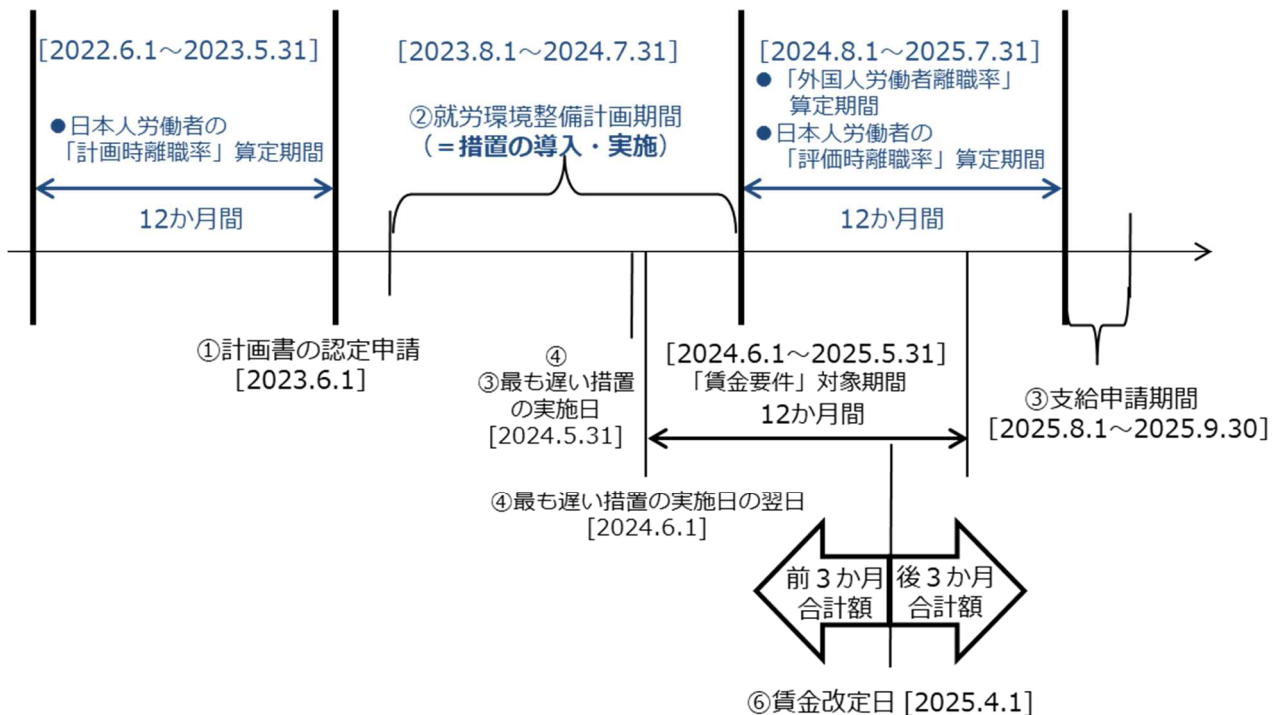 [2022.6.1～2023.5.31]
●日本人労働者の
「計画時離職率」算定期間
12か月間
[2023.8.1～2024.7.31]
②就労環境整備計画期間
（＝措置の導入・実施）
[2024.8.1～2025.7.31]
●「外国人労働者離職率」
算定期間
●日本人労働者の
「評価時離職率」算定期間
12か月間
①計画書の認定申請
[2023.6.1]
④
③最も遅い措置
の実施日
[2024.5.31]
[2024.6.1～2025.5.31]
「賃金要件」対象期間
12か月間
③支給申請期間
[2025.8.1～2025.9.30]
④最も遅い措置の実施日の翌日
[2024.6.1]
前３か月
合計額
後３か月
合計額
⑥賃金改定日 [2025.4.1]